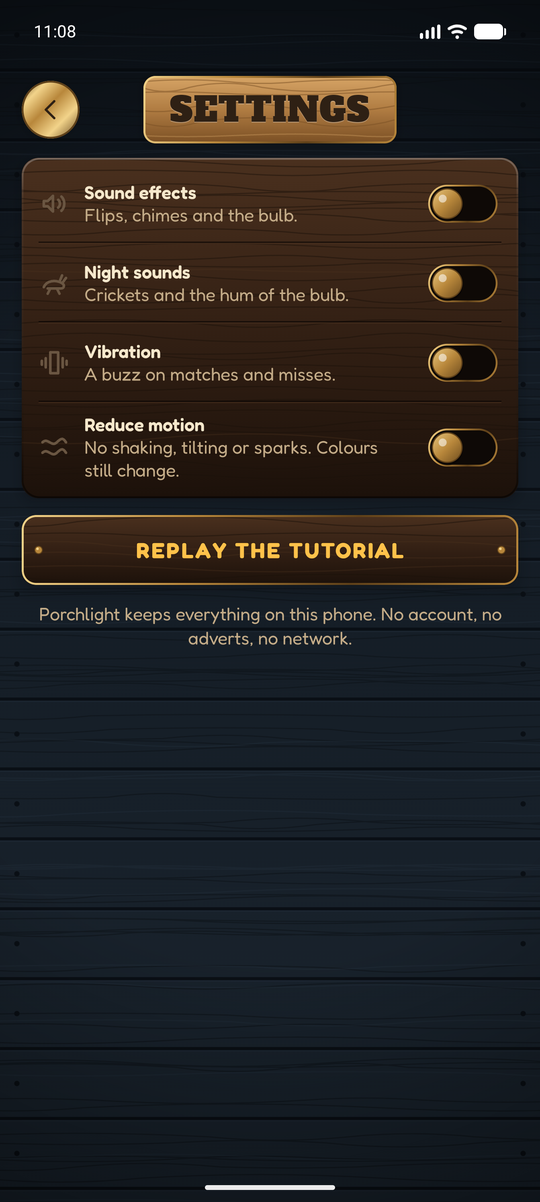 11:08
SETTINGS
Sound effects
Flips, chimes and the bulb.
Night sounds
Crickets and the hum of the bulb.
Vibration
A buzz on matches and misses.
Reduce motion
No shaking, tilting or sparks. Colours
still change.
REPLAY THE TUTORIAL
Porchlight keeps everything on this phone. No account, no
adverts, no network.